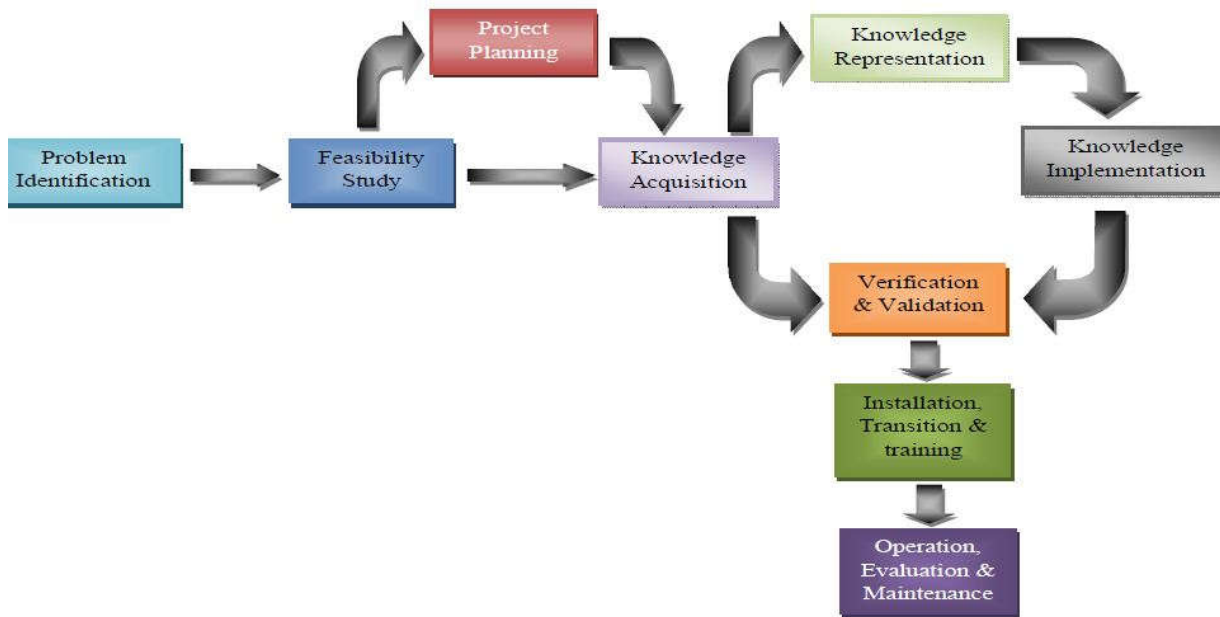 Project
Planning
Knowledge
Representation
Problem
Identification
Feasibility
Study
Knowledge
Acquisition
Knowledge
Implementation
Verification
& Validation
Installation,
Transition &
training
Operation,
Evaluation &
Maintenance